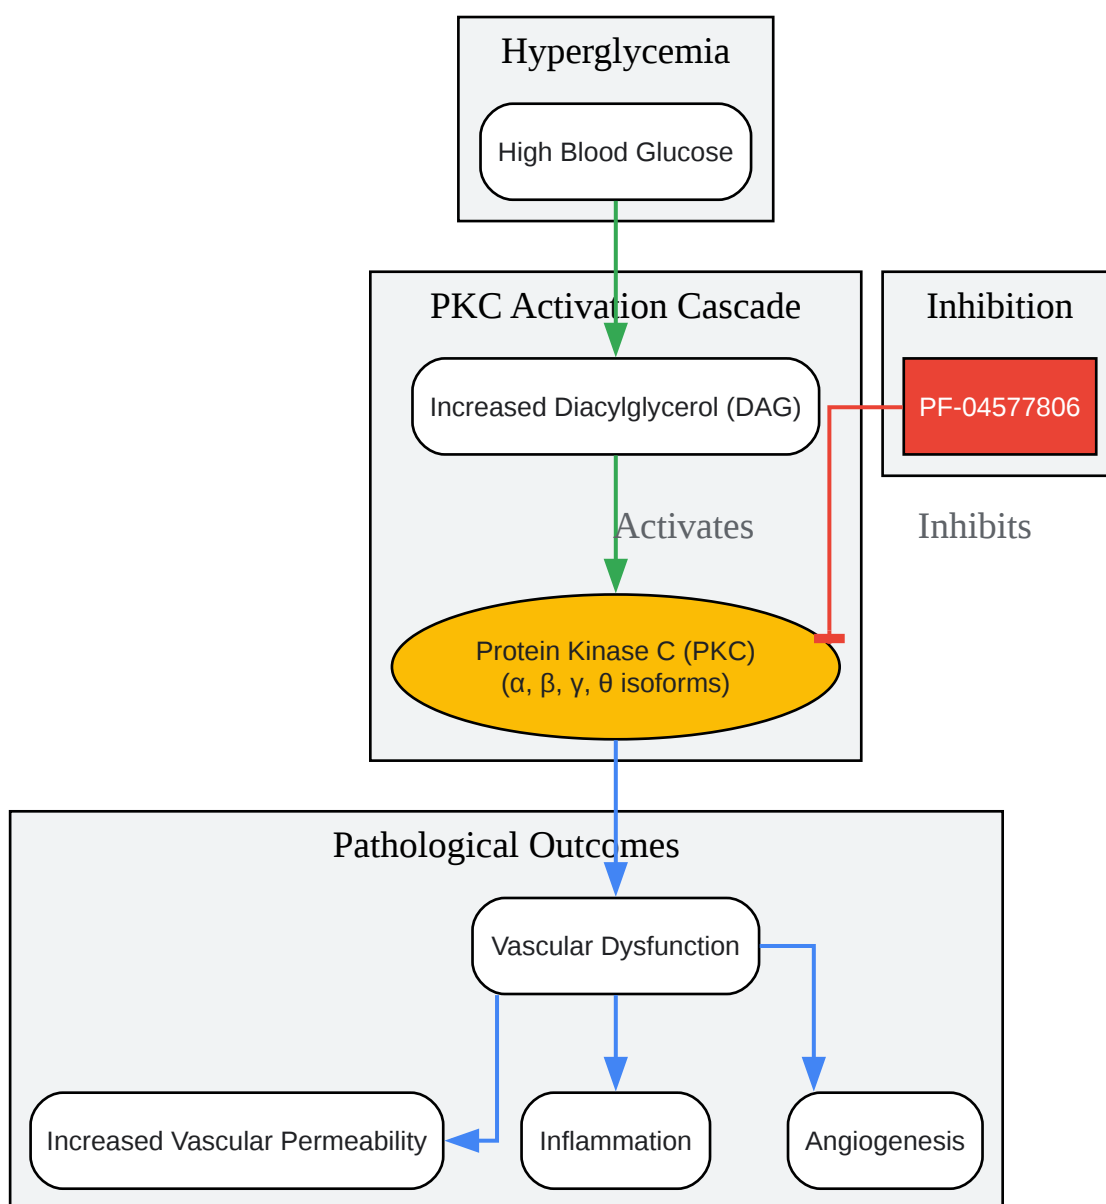 Hyperglycemia
High Blood Glucose
PKC Activation Cascade
Inhibition
Increased Diacylglycerol (DAG)
PF-04577806
Activates
Inhibits
Protein Kinase C (PKC)
(α, β, γ, θ isoforms)
Pathological Outcomes
Vascular Dysfunction
Increased Vascular Permeability
Inflammation
Angiogenesis